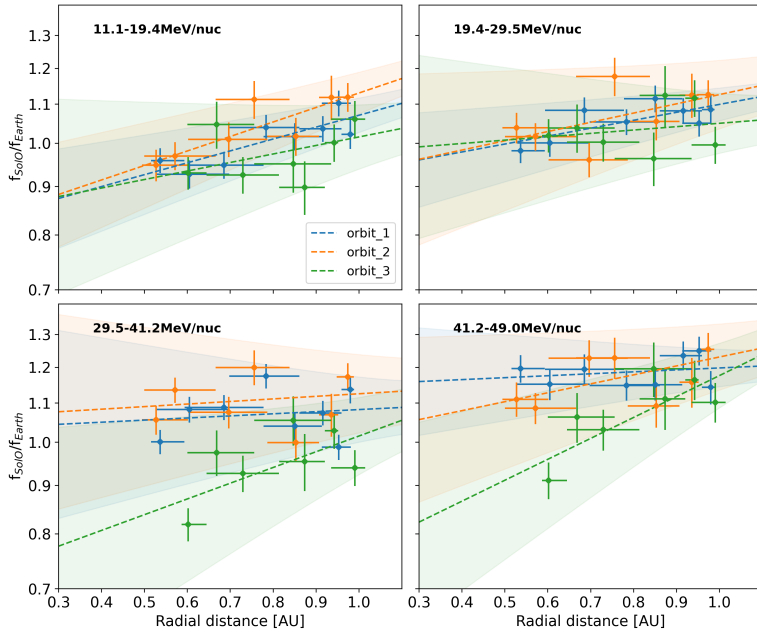 11.1-19.4MeV/nuc
19.4-29.5MeV/nuc
1.3
1.2
1.1
1.0
0.9
0.8
0.7
f_SolO/f_Earth
orbit_1
orbit_2
orbit_3
29.5-41.2MeV/nuc
41.2-49.0MeV/nuc
1.3
1.2
1.1
1.0
0.9
0.8
0.7
f_SolO/f_Earth
0.3 0.4 0.5 0.6 0.7 0.8 0.9 1.0
0.3 0.4 0.5 0.6 0.7 0.8 0.9 1.0
Radial distance [AU]
Radial distance [AU]